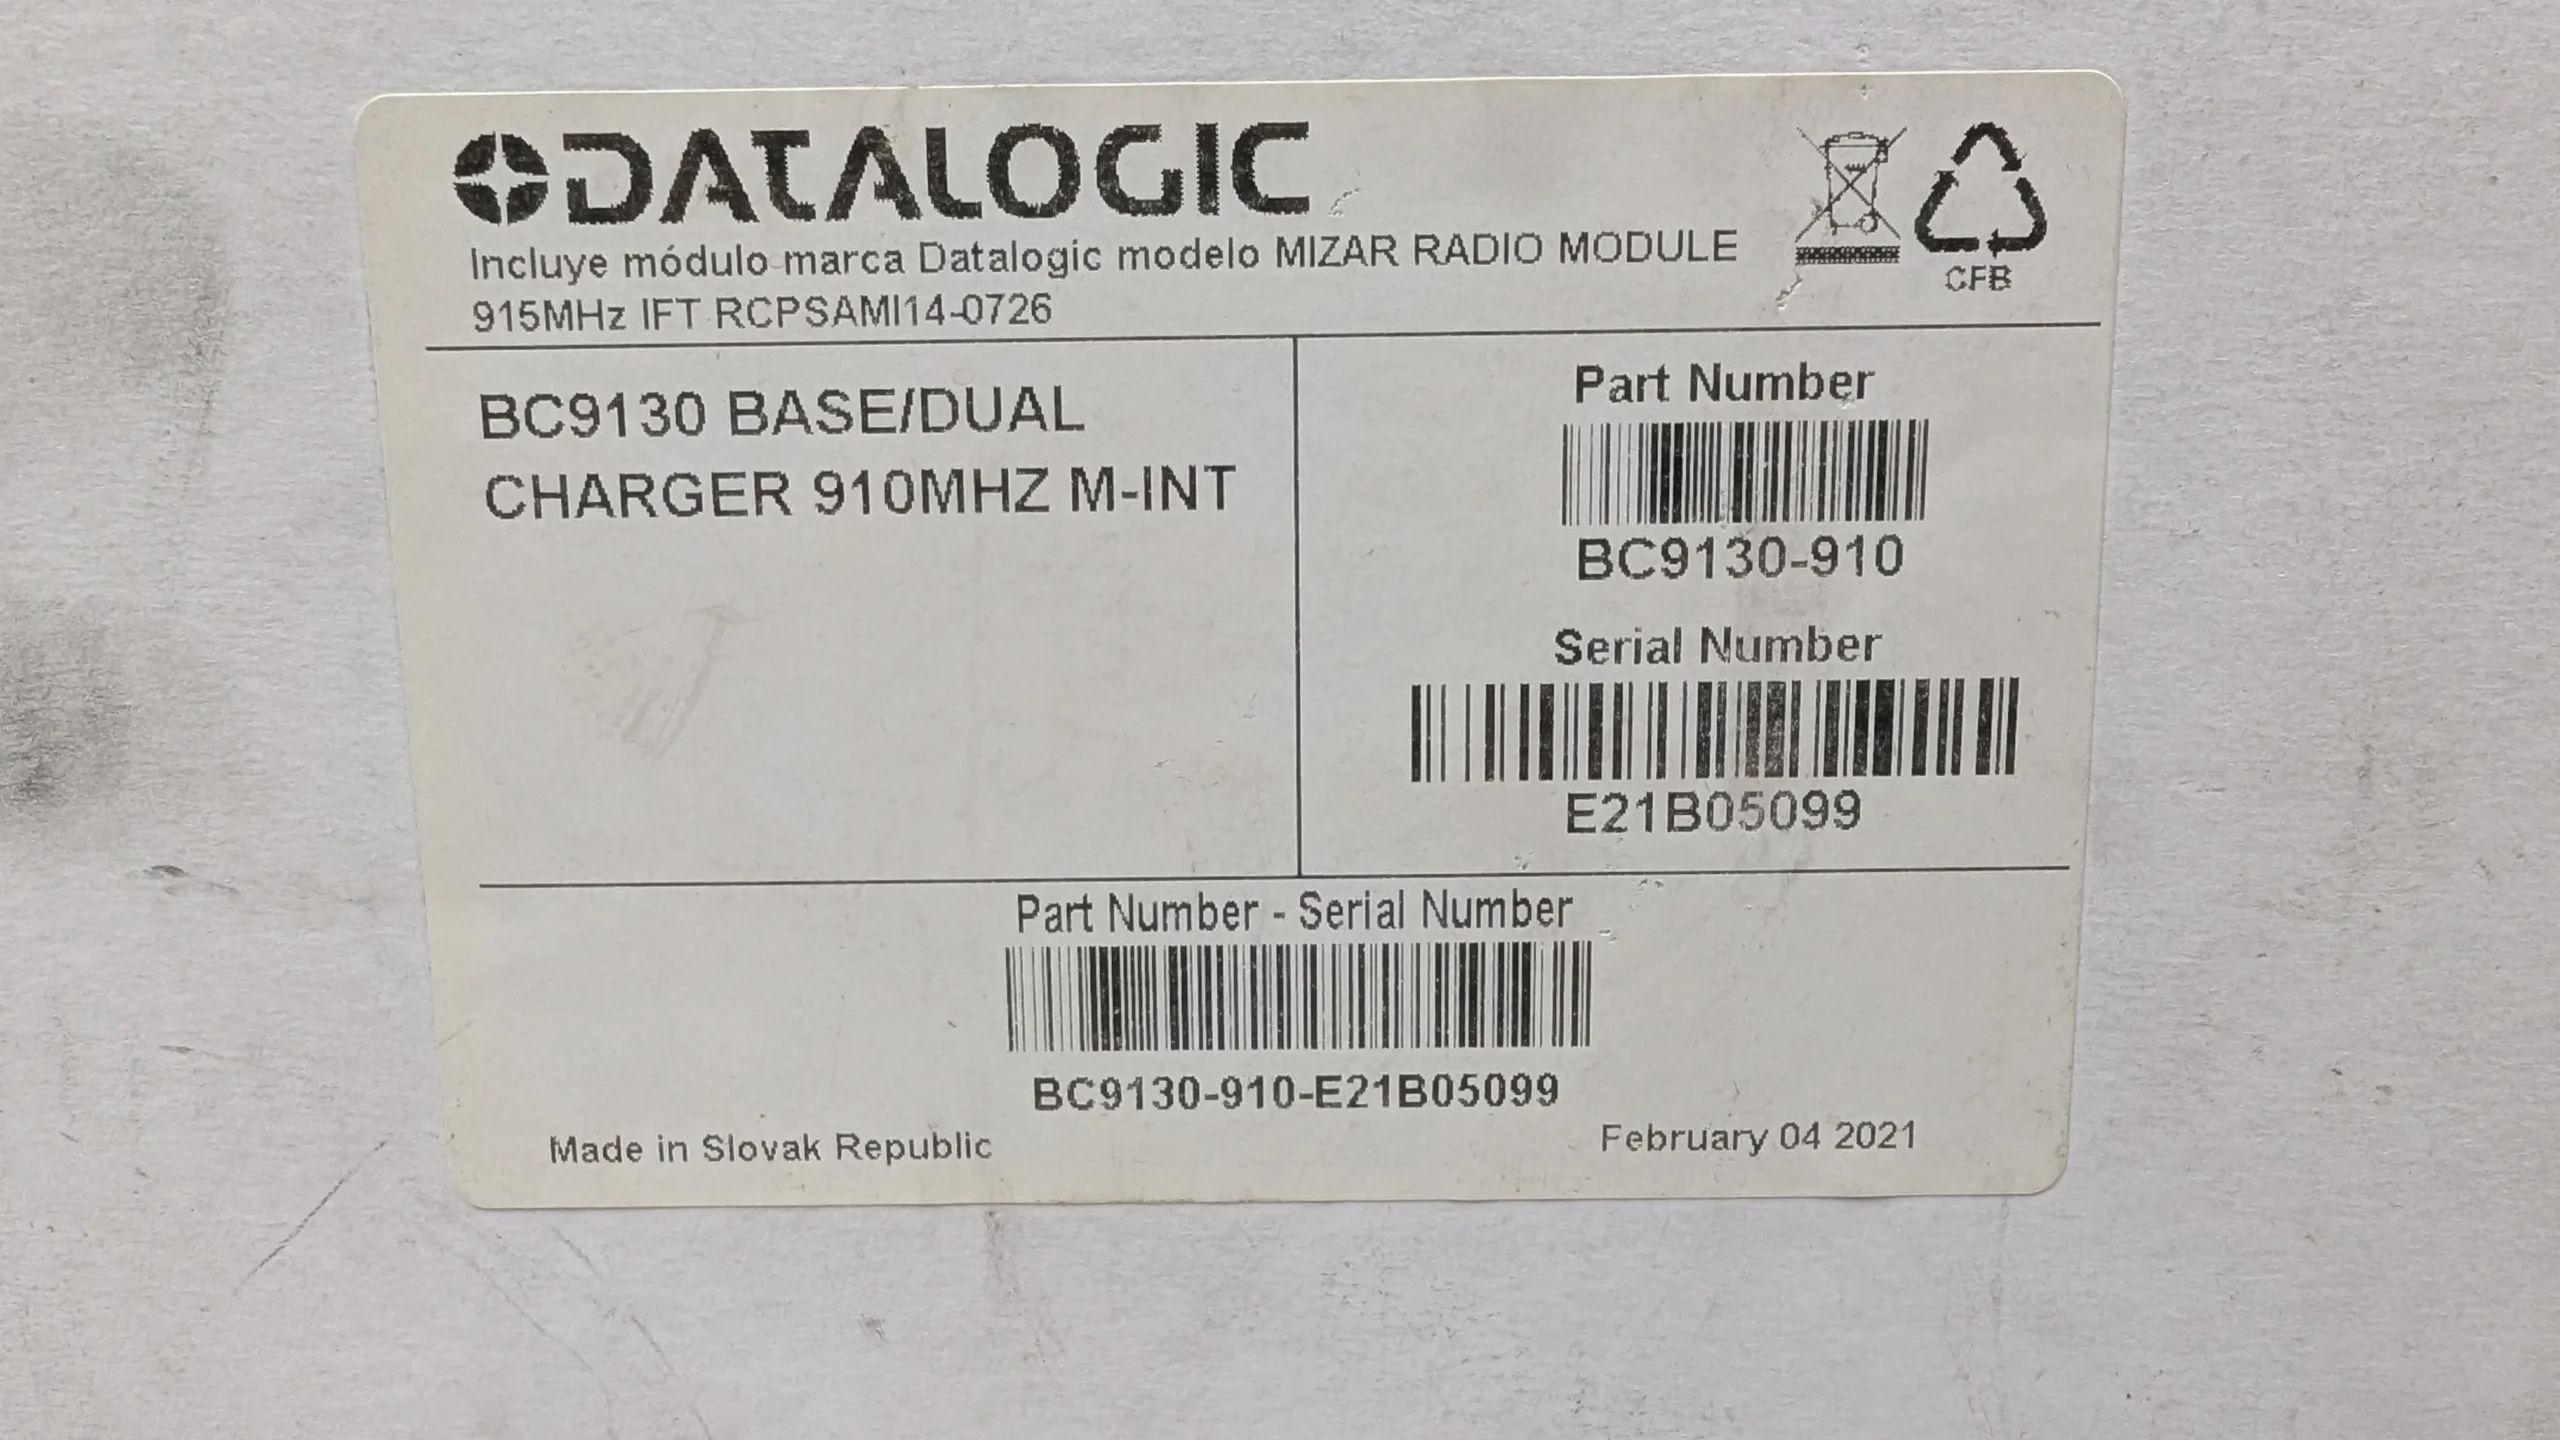 DATALOGIC
Incluye módulo marca Datalogic modelo MIZAR RADIO MODULE
915MHz IFT RCPSAMI14-0726
CFB
BC9130 BASE/DUAL
CHARGER 910MHZ M-INT
Part Number
BC9130-910
Serial Number
E21B05099
Part Number - Serial Number
BC9130-910-E21B05099
Made in Slovak Republic
February 04 2021